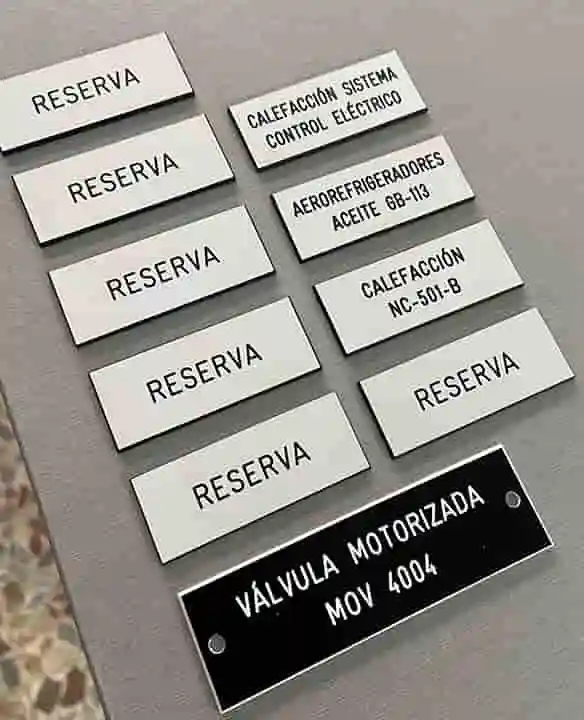 RESERVA
RESERVA
RESERVA
RESERVA
RESERVA
CALEFACCIÓN SISTEMA
CONTROL ELÉCTRICO
AEROREFRIGERADORES
ACEITE GB-113
CALEFACCIÓN
NC-501-B
RESERVA
VÁLVULA MOTORIZADA
MOV 4004